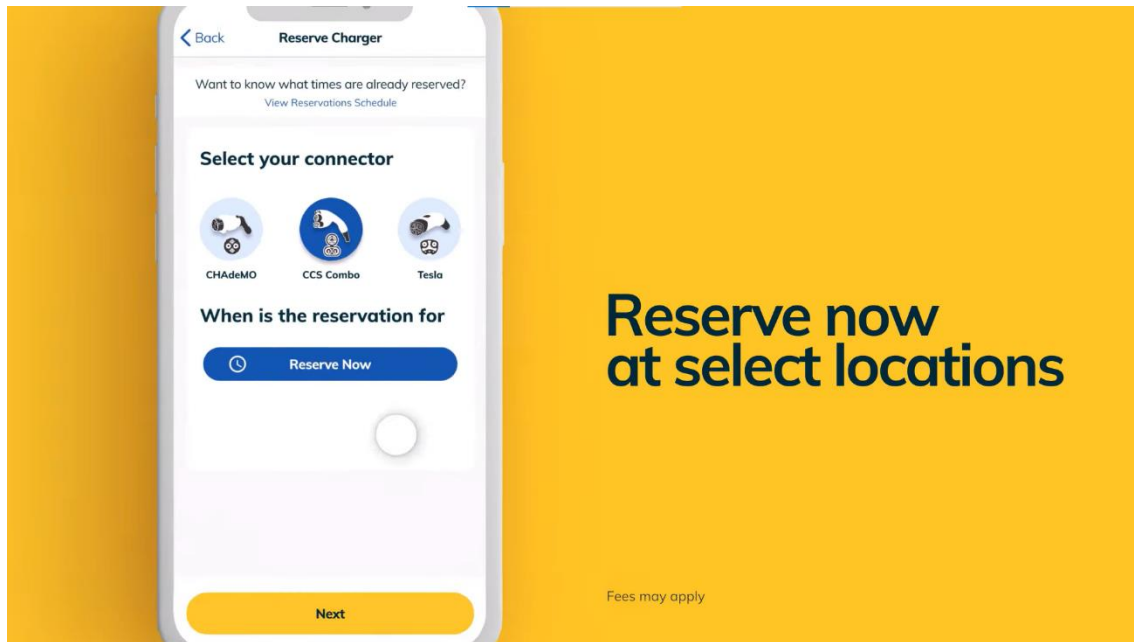 Back
Reserve Charger
Want to know what times are already reserved?
View Reservations Schedule
Select your connector
CHAdeMO
CCS Combo
Tesla
When is the reservation for
Reserve Now
Next
Reserve now
at select locations
Fees may apply